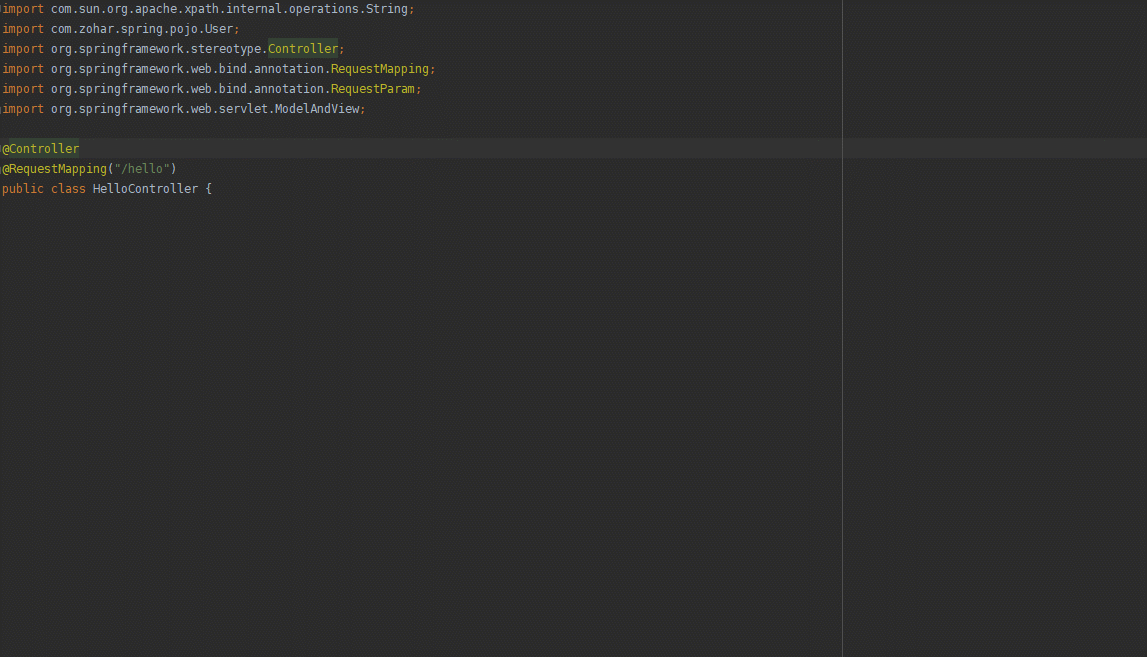 import com.sun.org.apache.xpath.internal.operations.String;
import com.zohar.spring.pojo.User;
import org.springframework.stereotype.Controller;
import org.springframework.web.bind.annotation.RequestMapping;
import org.springframework.web.bind.annotation.RequestParam;
import org.springframework.web.servlet.ModelAndView;
@Controller
@RequestMapping("/hello")
public class HelloController {